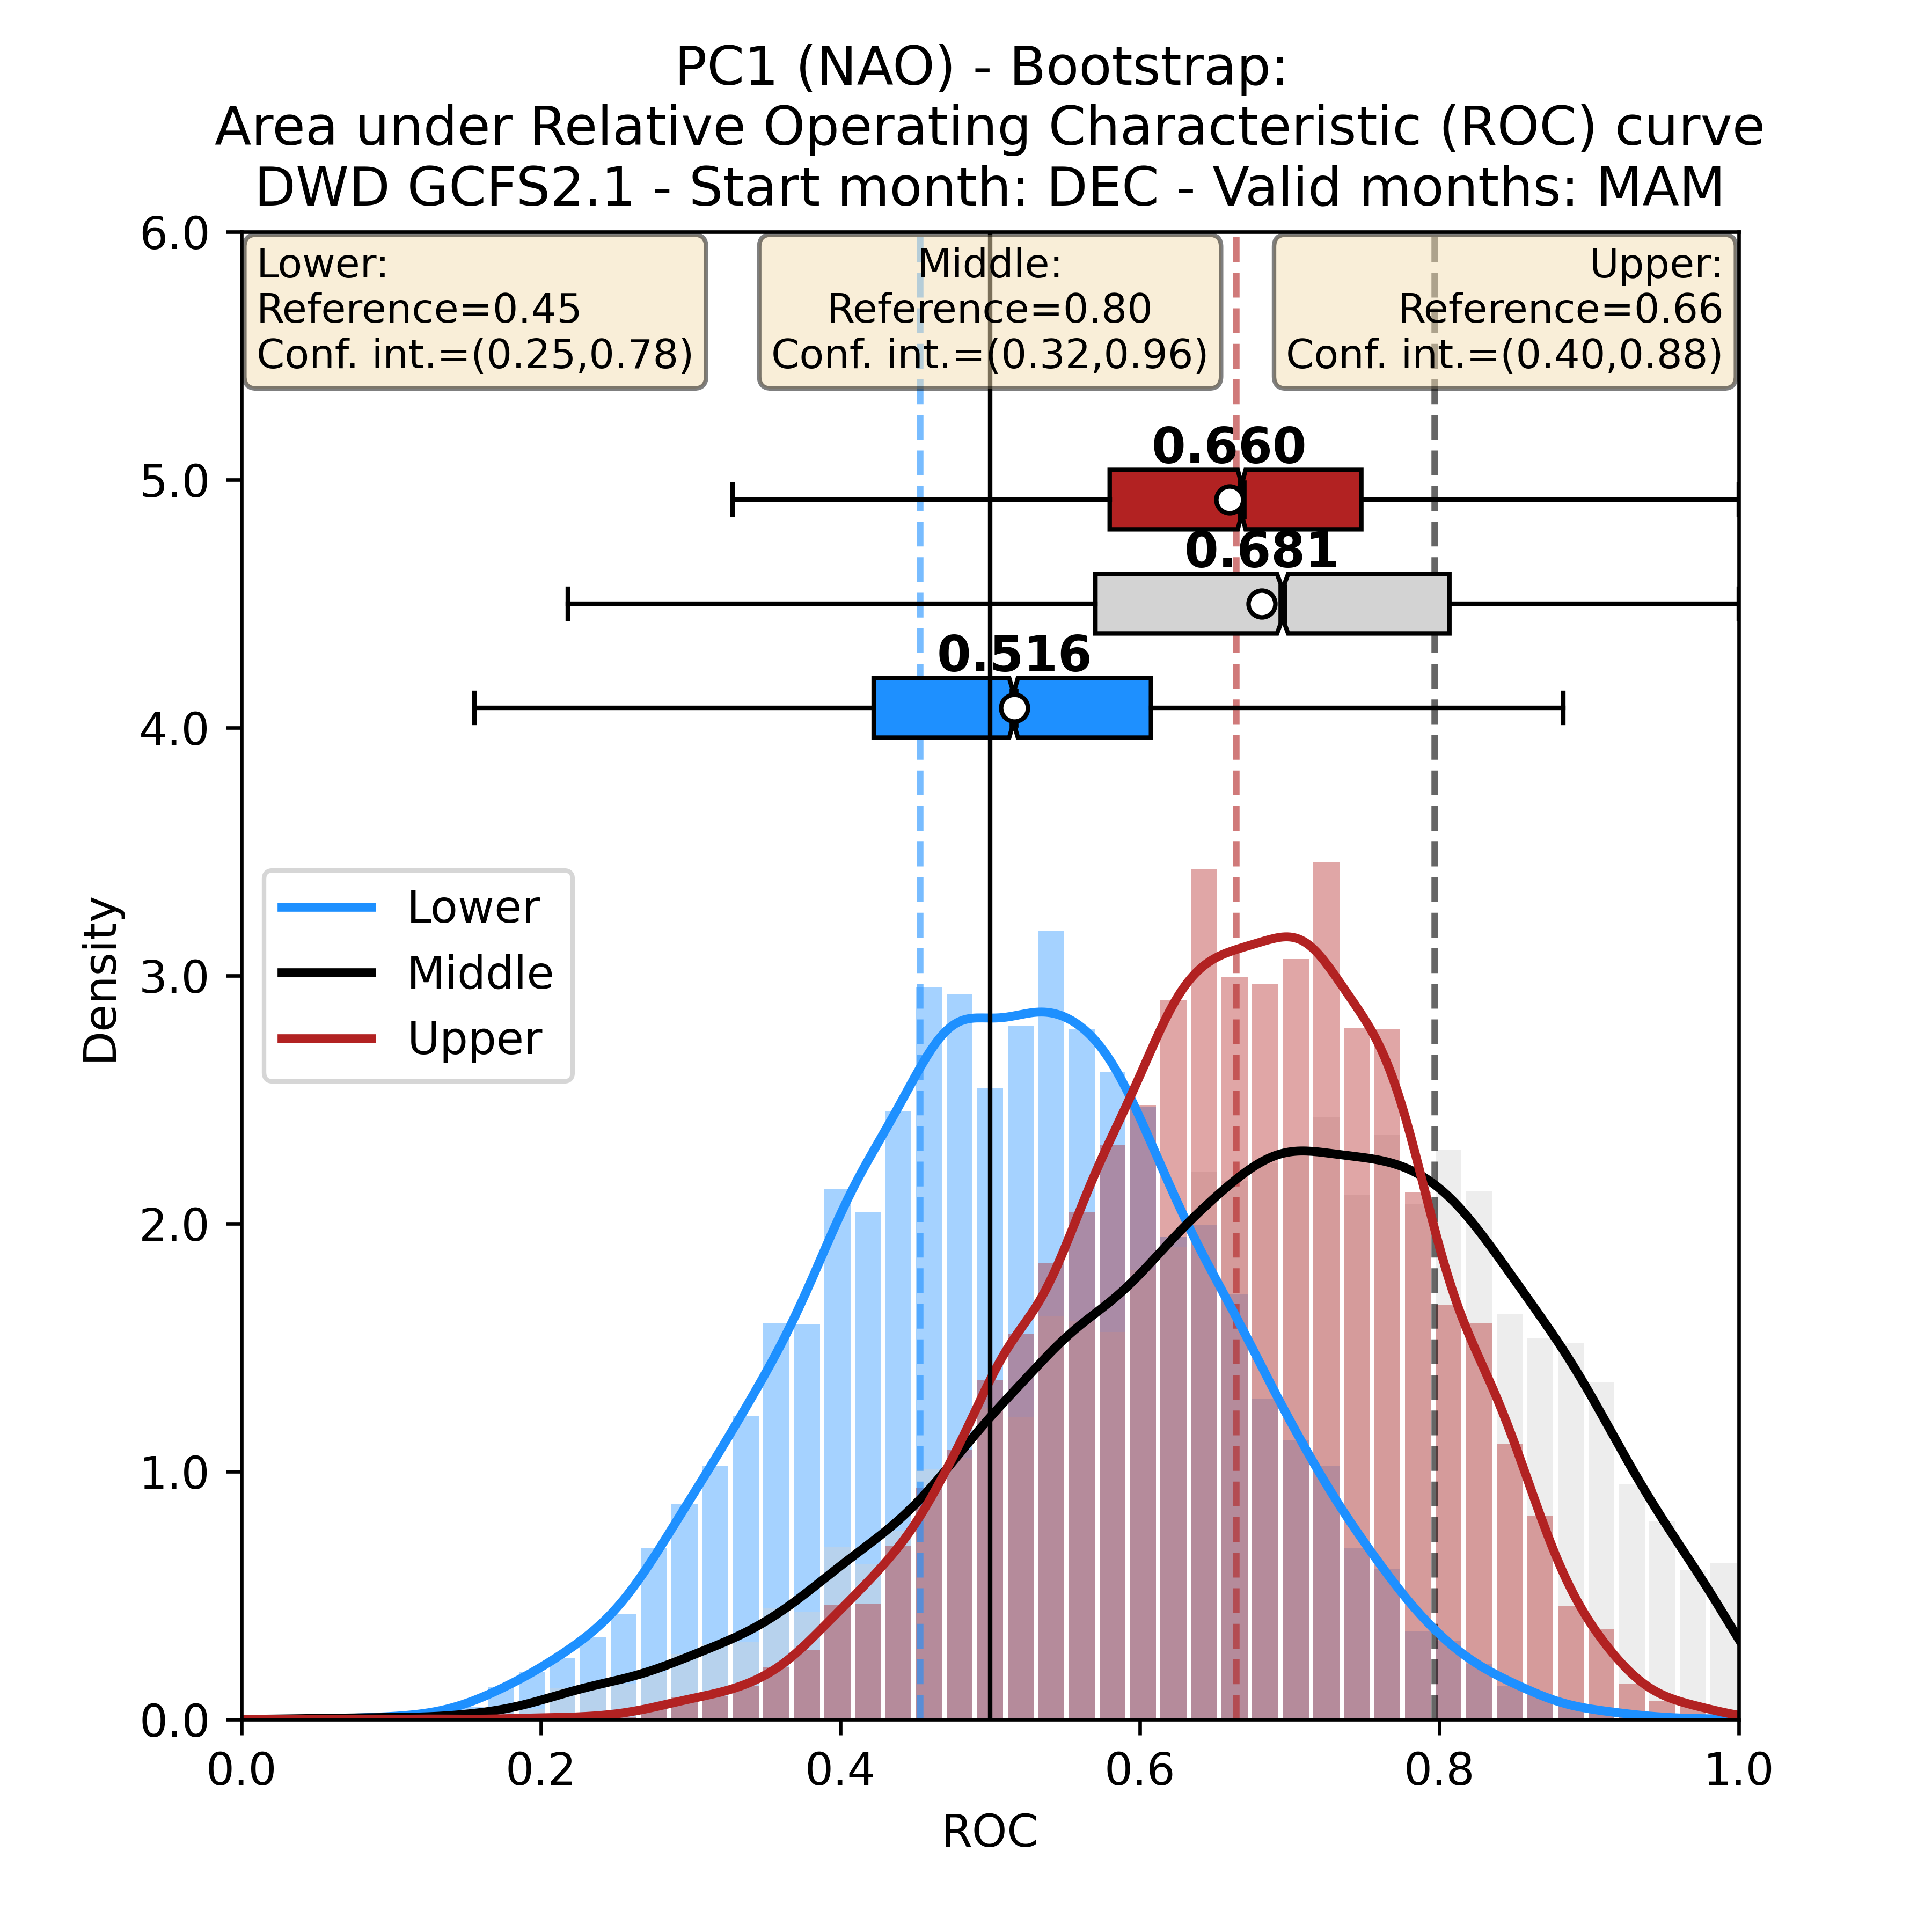 PC1 (NAO) - Bootstrap:
Area under Relative Operating Characteristic (ROC) curve
DWD GCFS2.1 - Start month: DEC - Valid months: MAM
Lower:
Reference=0.45
Conf. int.=(0.25,0.78)
Middle:
Reference=0.80
Conf. int.=(0.32,0.96)
Upper:
Reference=0.66
Conf. int.=(0.40,0.88)
0.660
0.681
0.516
Lower
Middle
Upper
Density
6.0
5.0
4.0
3.0
2.0
1.0
0.0
0.0 0.2 0.4 0.6 0.8 1.0
ROC